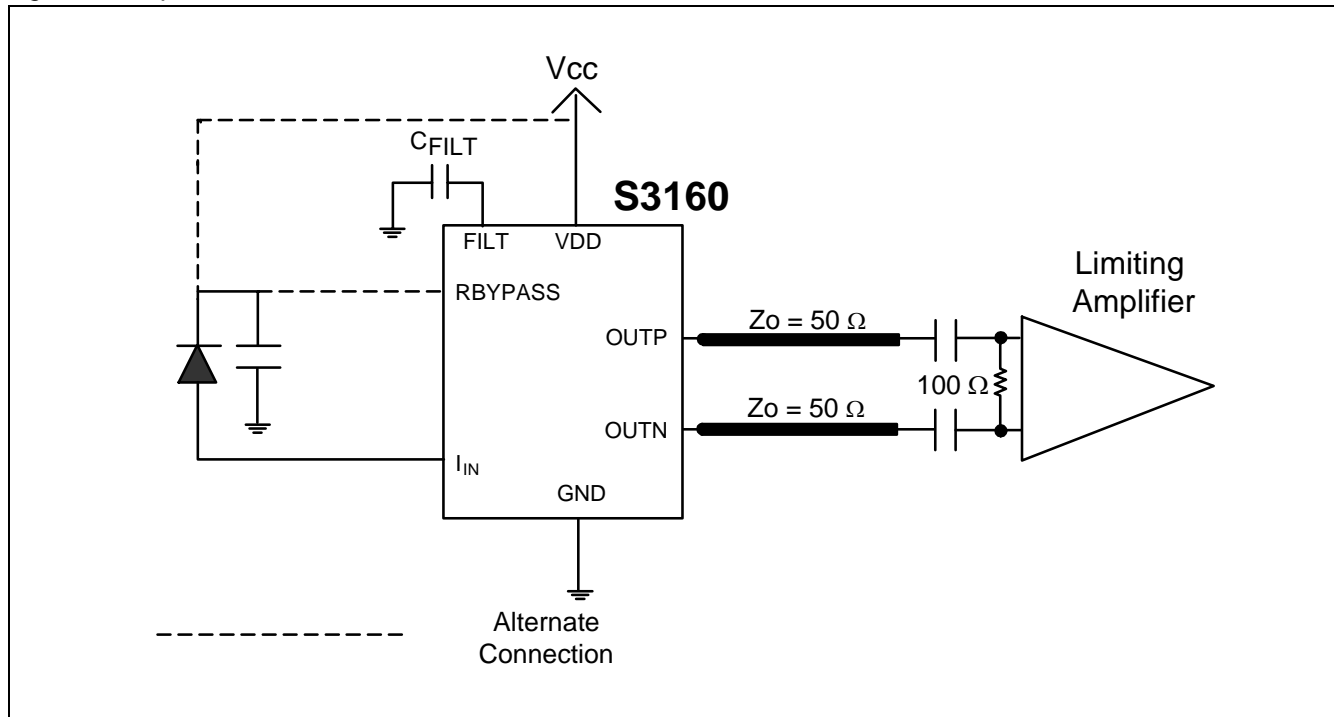 Vcc
CFILT
S3160
FILT VDD
RBYPASS
Limiting
Amplifier
OUTP
Zo = 50 Ω
100 Ω
Zo = 50 Ω
OUTN
IIN
GND
Alternate
Connection